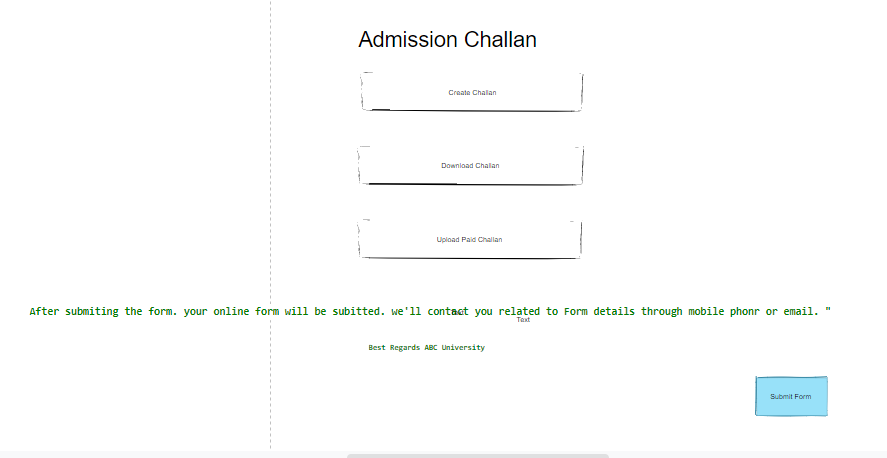 Admission Challan
Create Challan
Download Challan
Upload Paid Challan
After submiting the form. your online form will be subitted. we'll contact you related to Form details through mobile phonr or email. "
Text
Best Regards ABC University
Submit Form